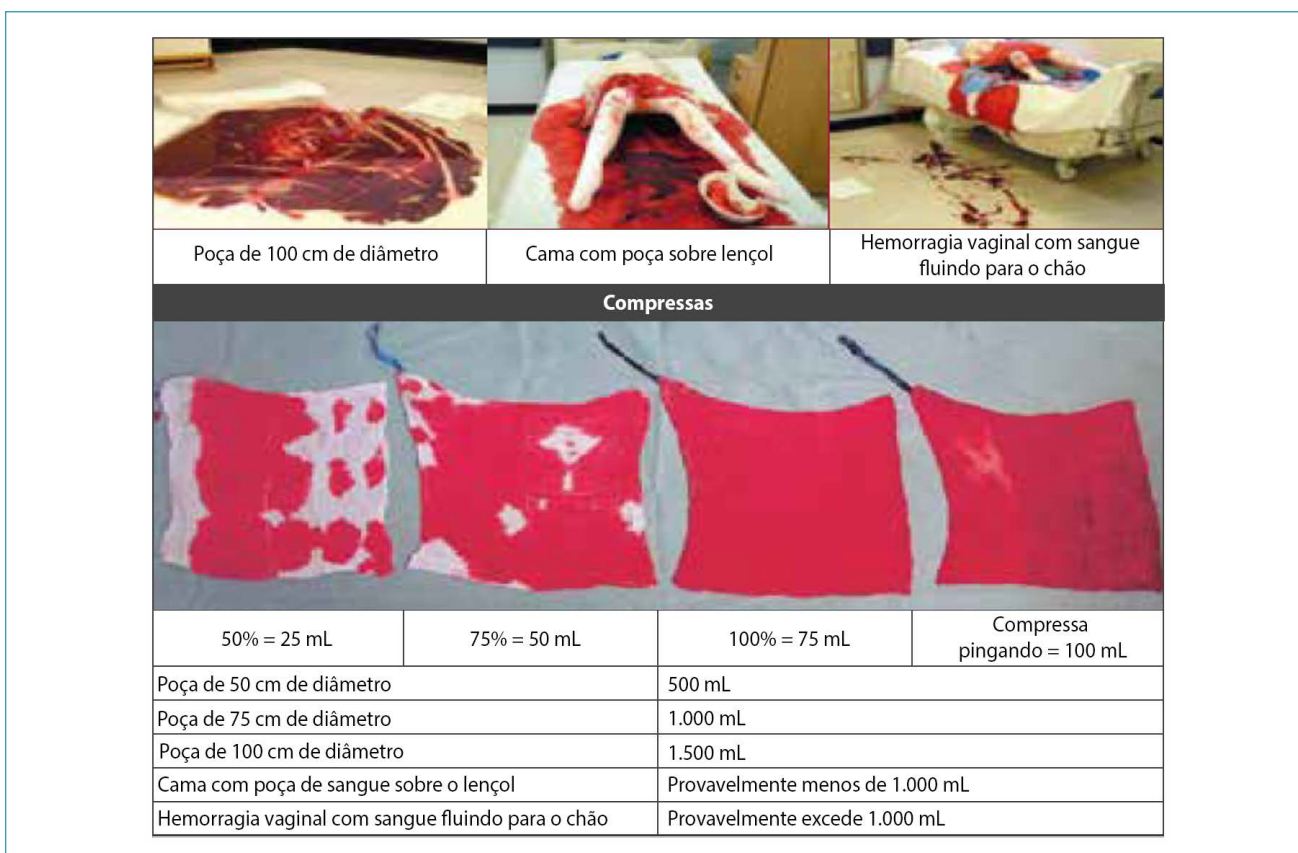 Poça de 100 cm de diâmetro
Cama com poça sobre lençol
Hemorragia vaginal com sangue
fluindo para o chão
Compressas
50% = 25 mL
75% = 50 mL
100% = 75 mL
Compressa
pingando = 100 mL
Poça de 50 cm de diâmetro
500 mL
Poça de 75 cm de diâmetro
1.000 mL
Poça de 100 cm de diâmetro
1.500 mL
Cama com poça de sangue sobre o lençol
Provavelmente menos de 1.000 mL
Hemorragia vaginal com sangue fluindo para o chão
Provavelmente excede 1.000 mL